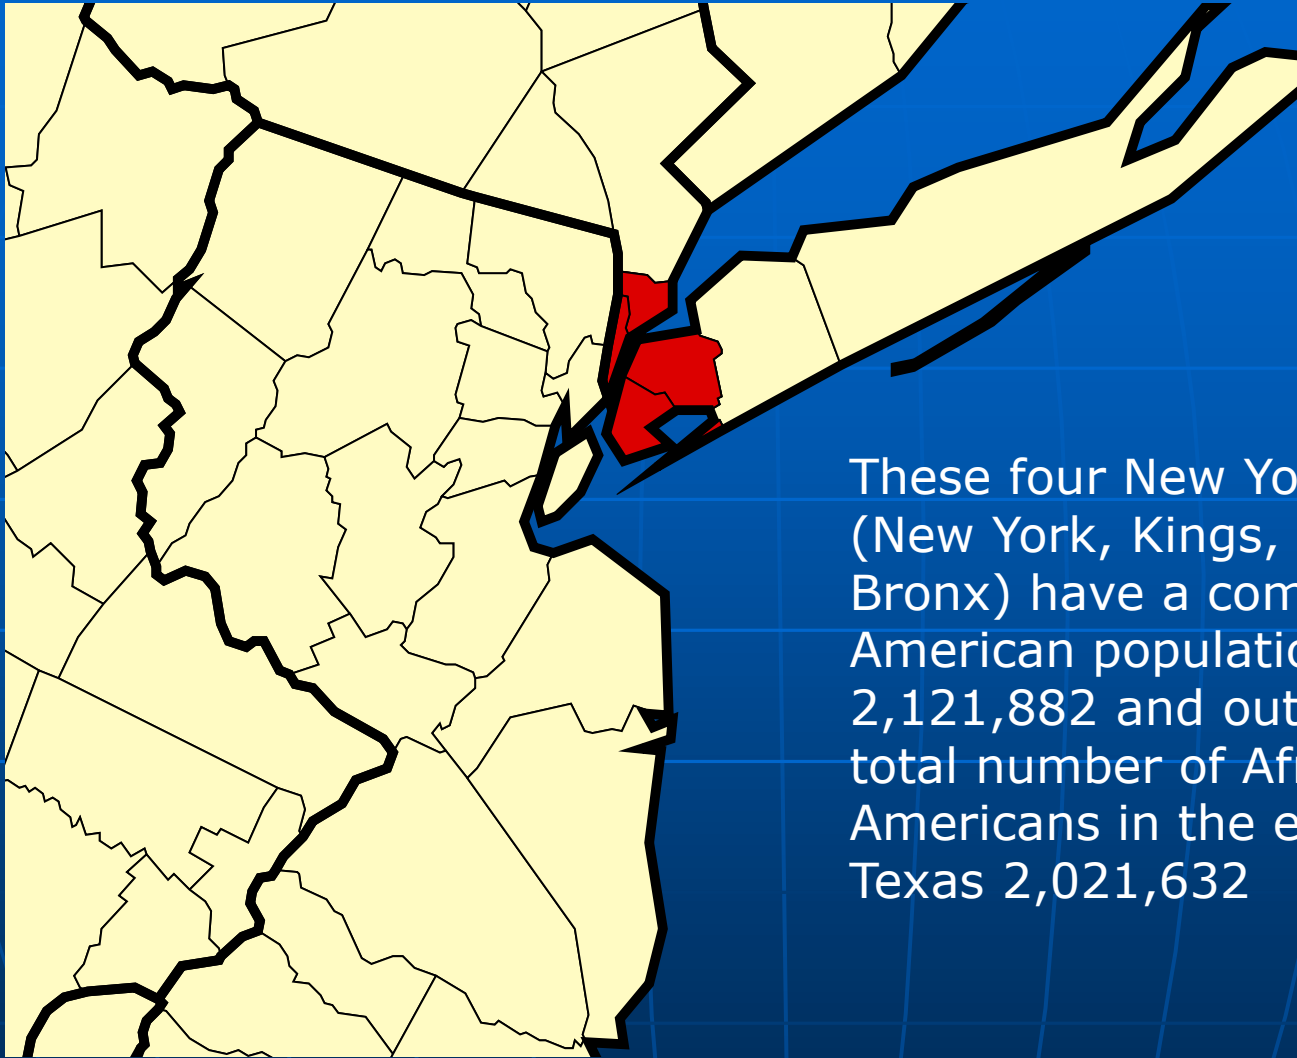 These four New Yo
(New York, Kings,
Bronx) have a com
American populatio
2,121,882 and out
total number of Af
Americans in the e
Texas 2,021,632